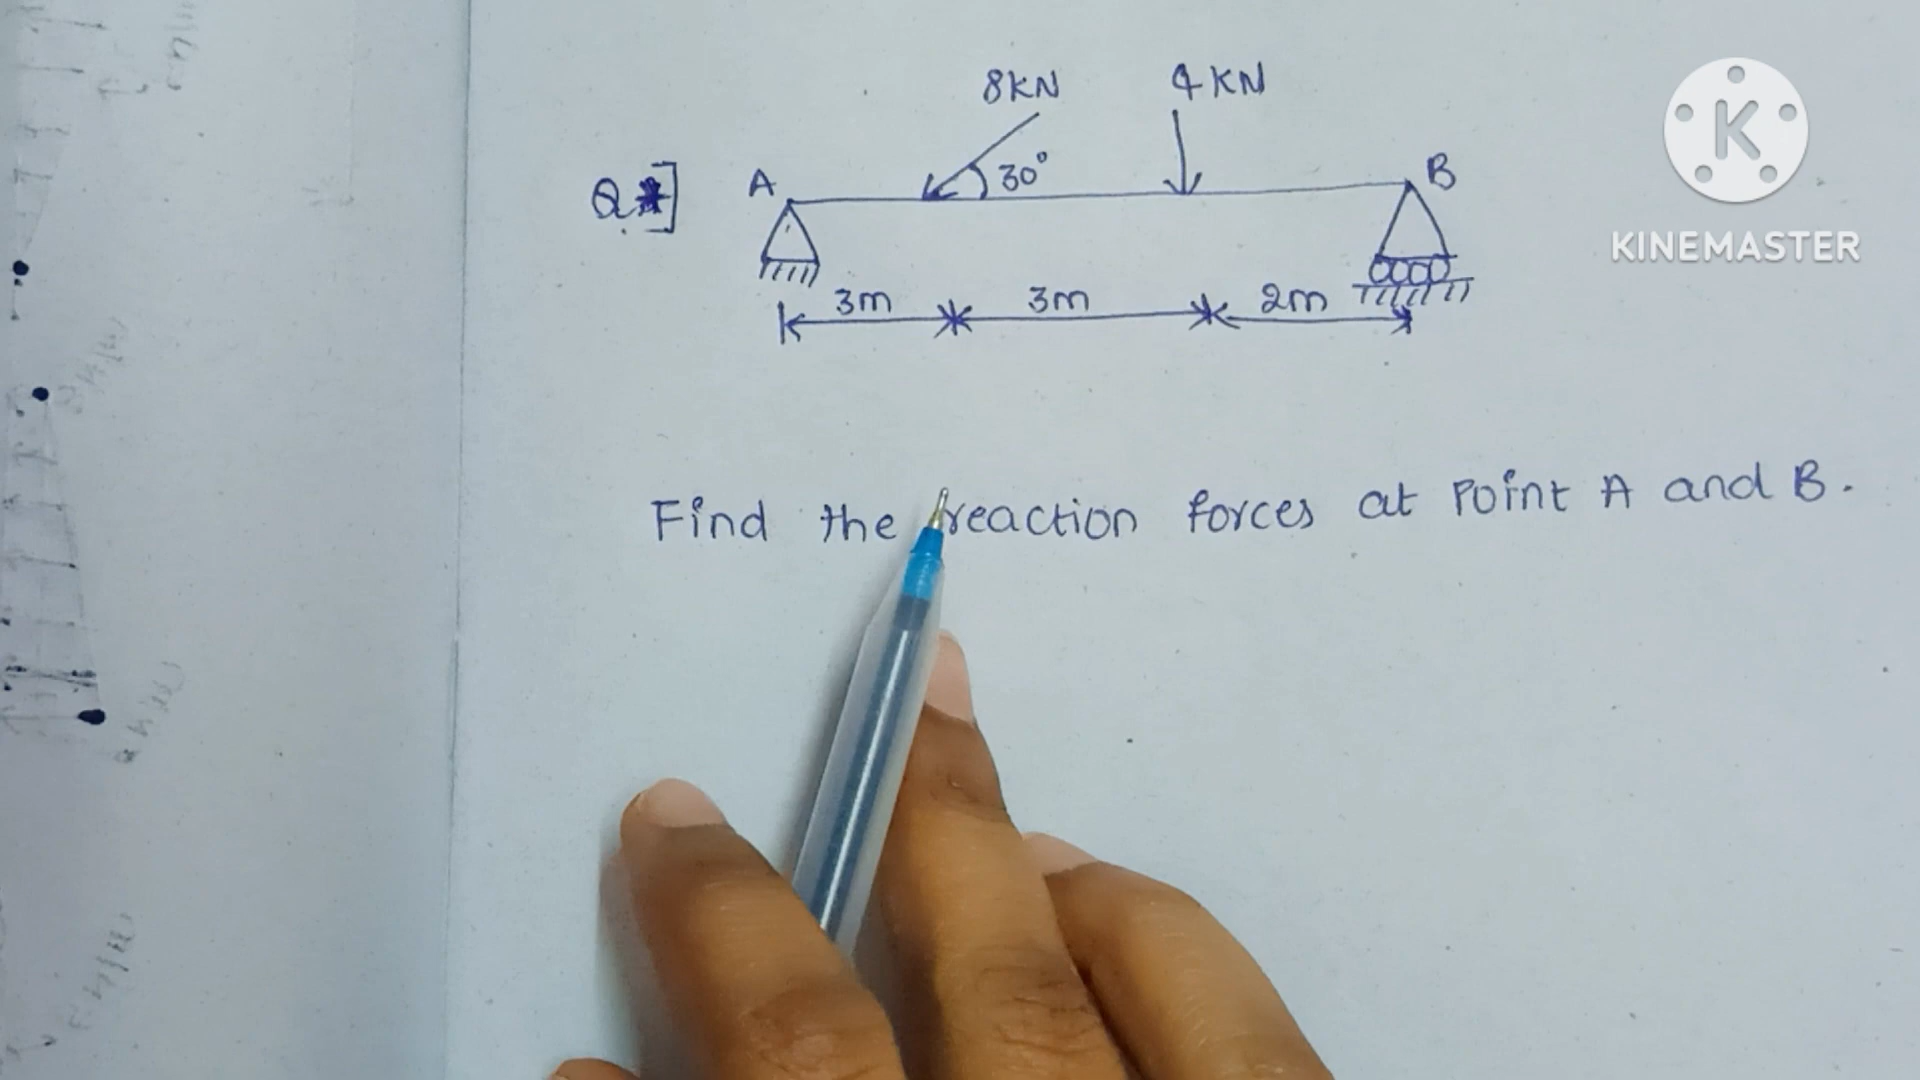 8KN 4KN
Q*] A 30° B
3m 3m 2m
Find the reaction forces at Point A and B.
K
KINEMASTER